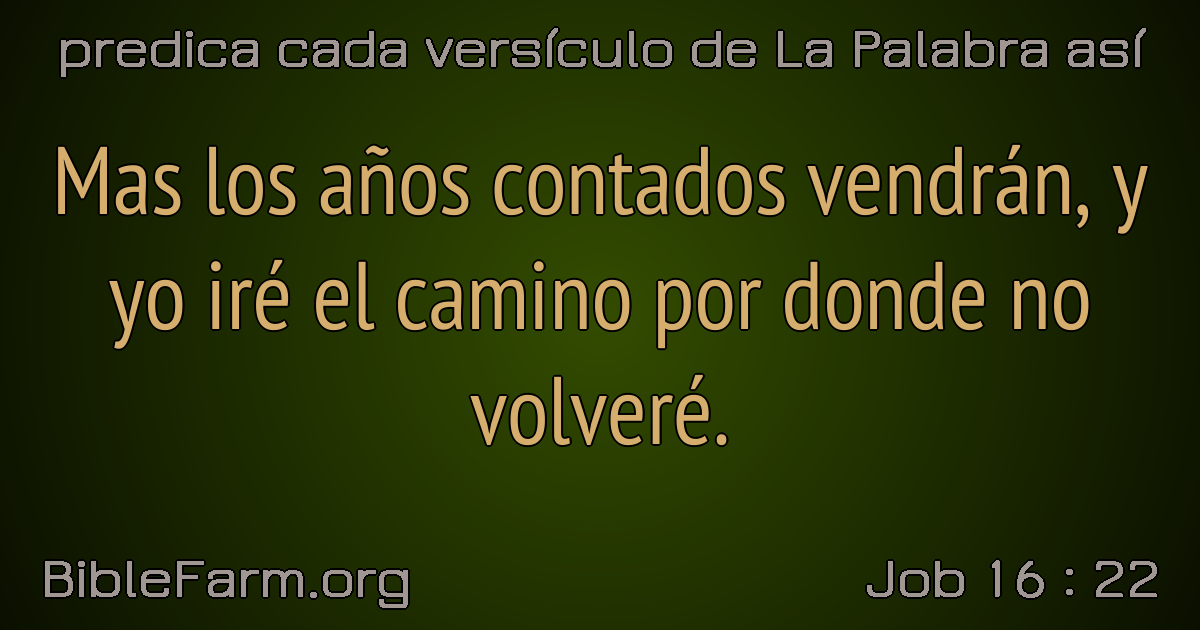 predica cada versículo de La Palabra así
Mas los años contados vendrán, y
yo iré el camino por donde no
volveré.
BibleFarm.org
Job 16 : 22